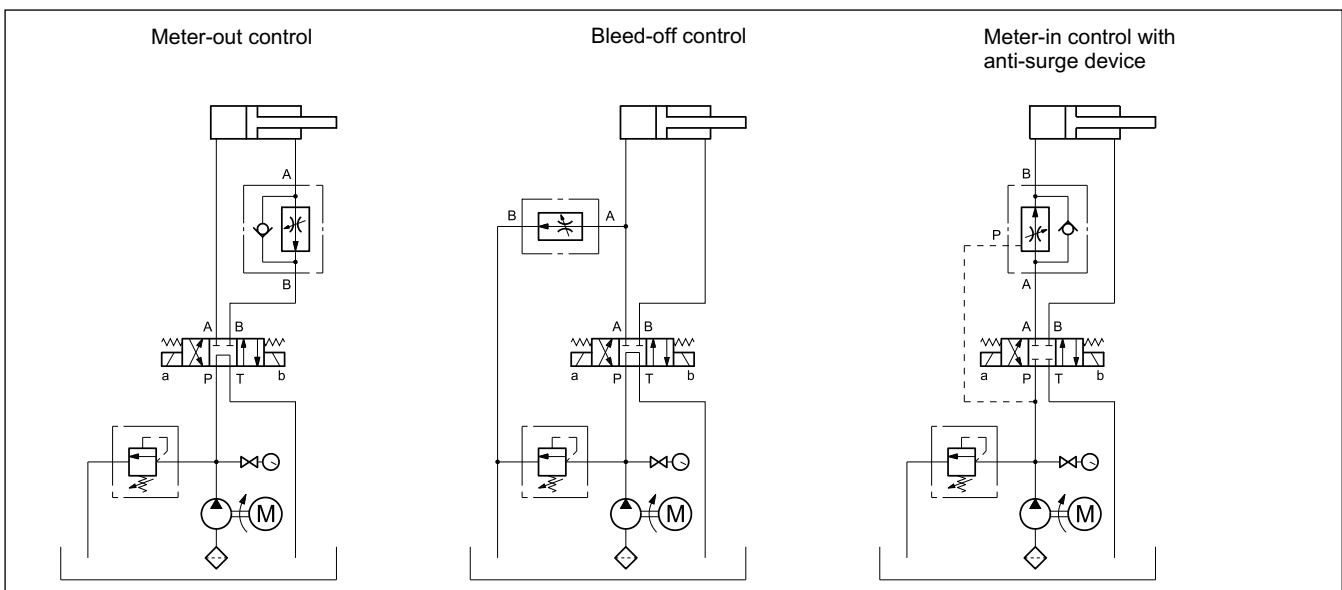 Meter-out control
Bleed-off control
Meter-in control with
anti-surge device
A
B
A B
a P T b
M
B A
A B
a P T b
M
B
P
A
A B
a P T b
M